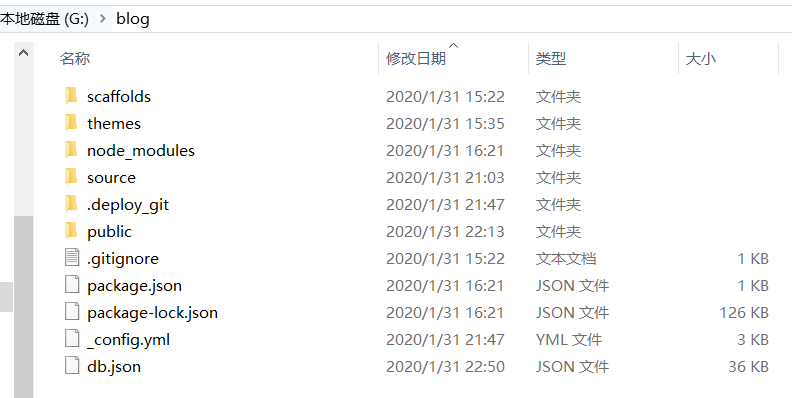 本地磁盘 (G:) > blog
名称 修改日期 类型 大小
scaffolds 2020/1/31 15:22 文件夹
themes 2020/1/31 15:35 文件夹
node_modules 2020/1/31 16:21 文件夹
source 2020/1/31 21:03 文件夹
.deploy_git 2020/1/31 21:47 文件夹
public 2020/1/31 22:13 文件夹
.gitignore 2020/1/31 15:22 文本文档 1 KB
package.json 2020/1/31 16:21 JSON 文件 1 KB
package-lock.json 2020/1/31 16:21 JSON 文件 126 KB
_config.yml 2020/1/31 21:47 YML 文件 3 KB
db.json 2020/1/31 22:50 JSON 文件 36 KB